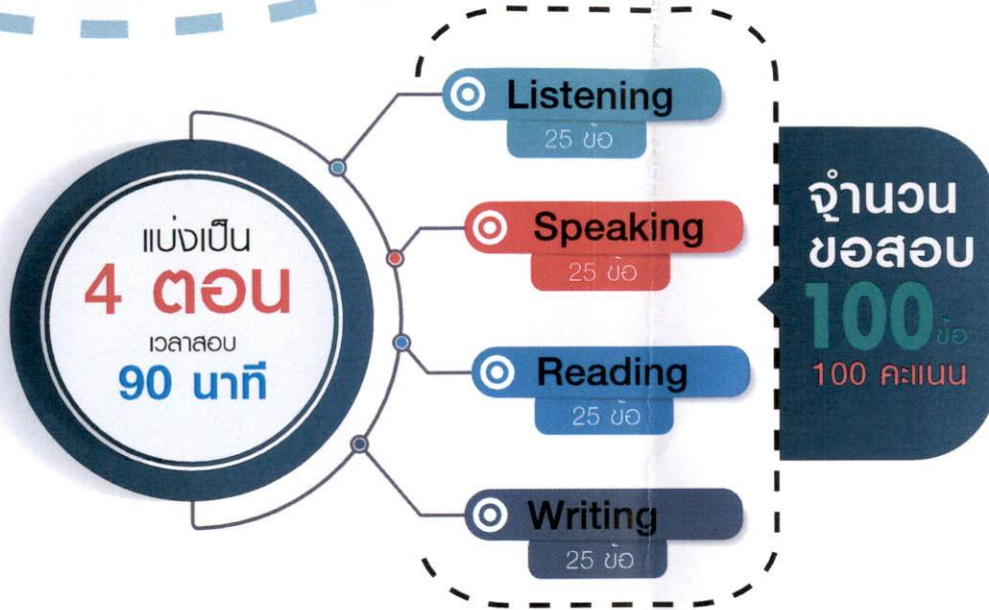 แบ่งเป็น
4 ตอน
เวลาสอบ
90 นาที
Listening
25 ข้อ
Speaking
25 ข้อ
Reading
25 ข้อ
Writing
25 ข้อ
จำนวน
ข้อสอบ
100 ข้อ
100 คะแนน